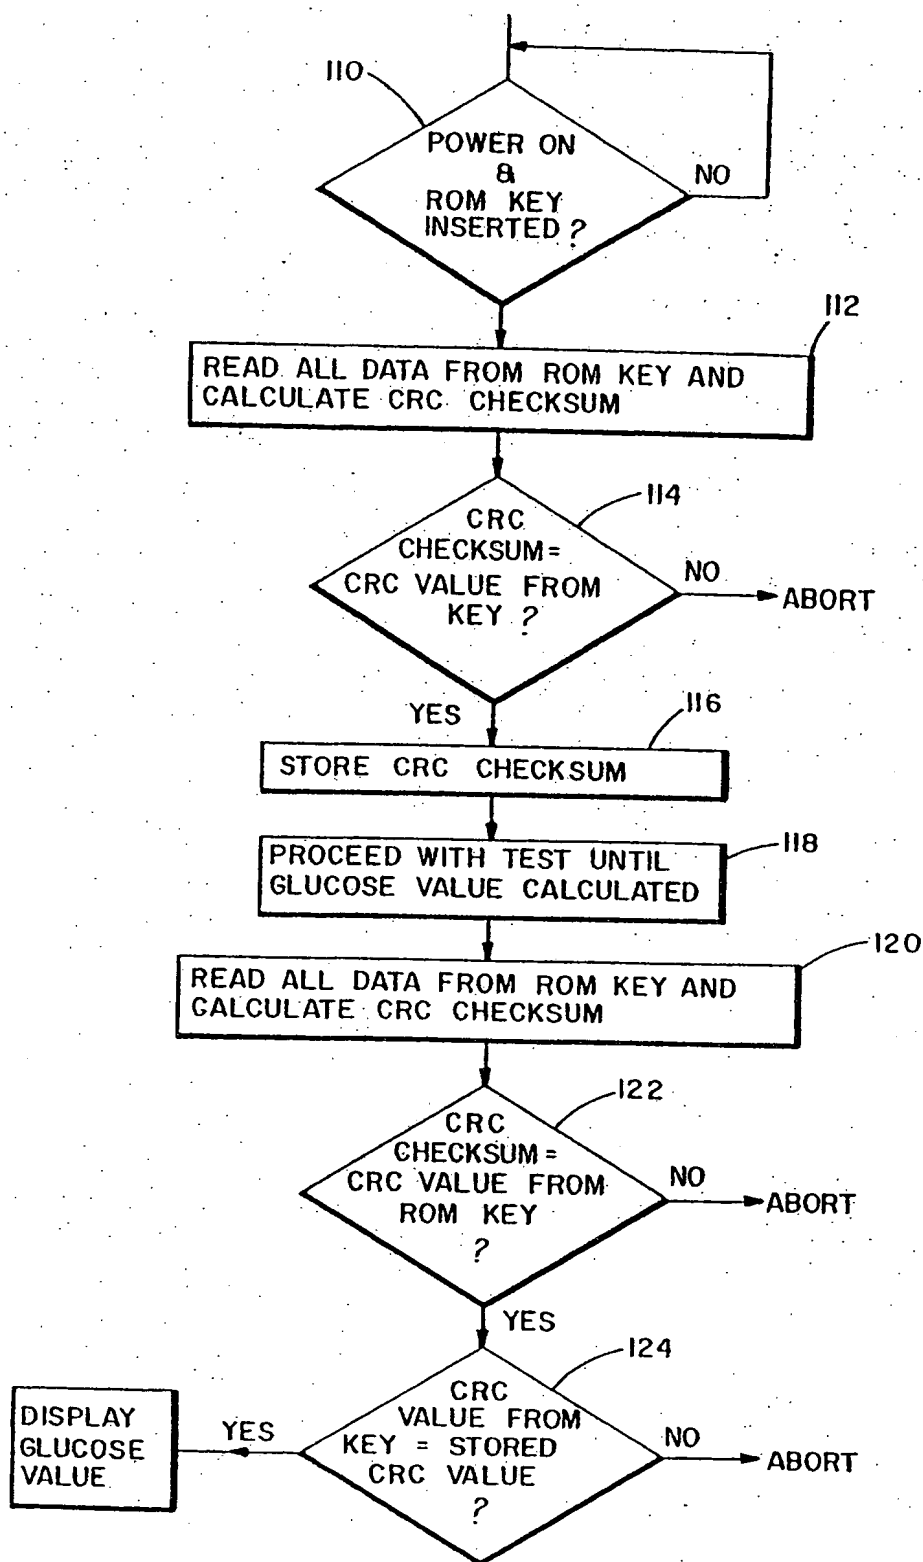 110
POWER ON
&
ROM KEY
INSERTED ?
NO
112
READ ALL DATA FROM ROM KEY AND
CALCULATE CRC CHECKSUM
114
CRC
CHECKSUM =
CRC VALUE FROM
KEY ?
NO
ABORT
YES
116
STORE CRC CHECKSUM
118
PROCEED WITH TEST UNTIL
GLUCOSE VALUE CALCULATED
120
READ ALL DATA FROM ROM KEY AND
CALCULATE CRC CHECKSUM
122
CRC
CHECKSUM =
CRC VALUE FROM
ROM KEY
?
NO
ABORT
YES
124
CRC
VALUE FROM
KEY = STORED
CRC VALUE
?
NO
ABORT
YES
DISPLAY
GLUCOSE
VALUE